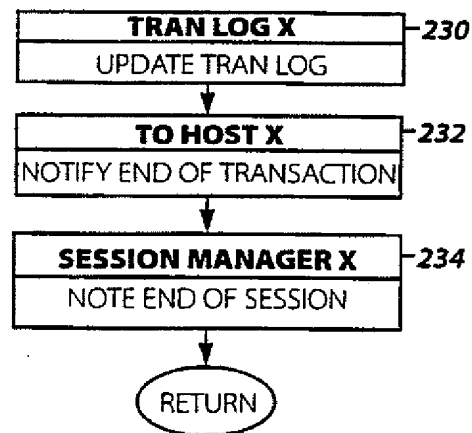 TRAN LOG X 230
UPDATE TRAN LOG
TO HOST X 232
NOTIFY END OF TRANSACTION
SESSION MANAGER X 234
NOTE END OF SESSION
RETURN